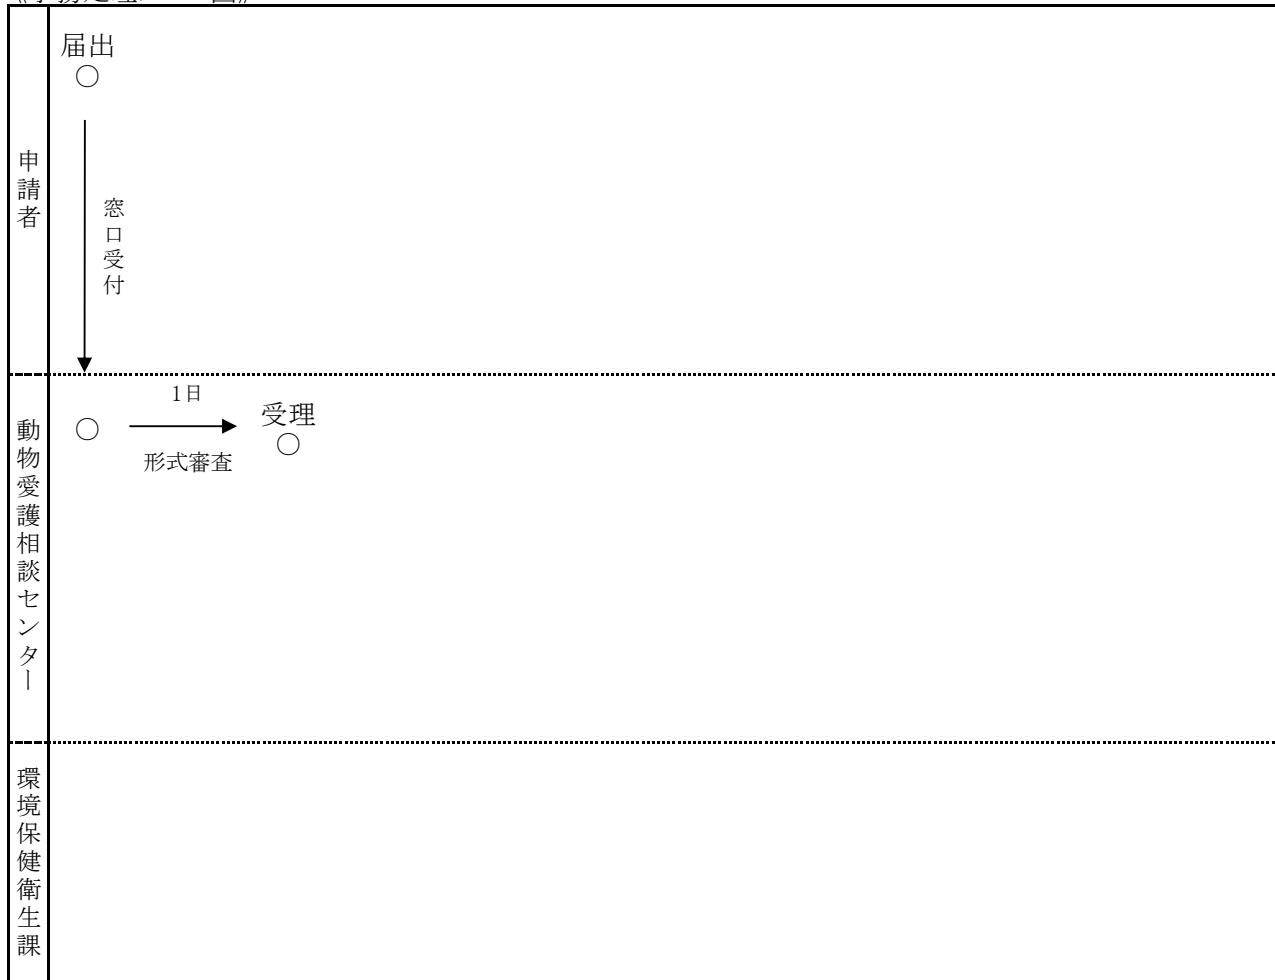 申請者
届出
○
窓口受付
動物愛護相談センター
○
1日
形式審査
受理
○
環境保健衛生課